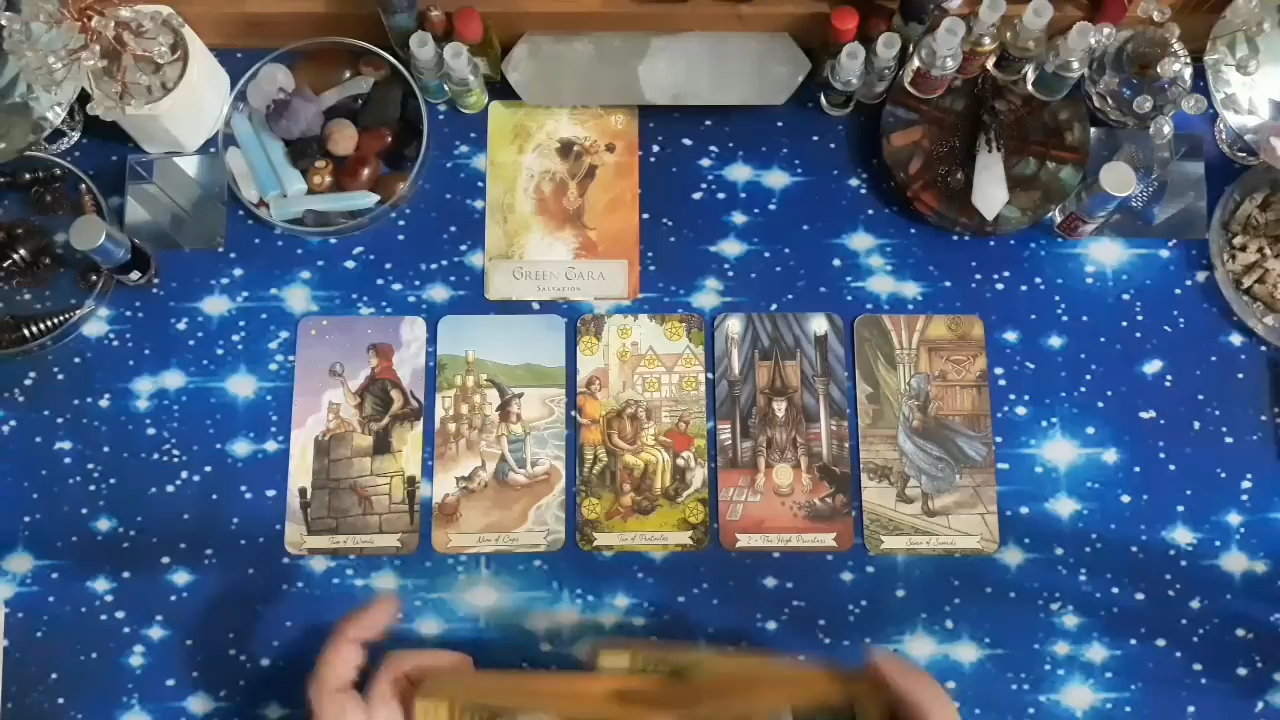 19
GREEN TARA
SALVATION
Two of Wands
Nine of Cups
Ten of Pentacles
2 - The High Priestess
Seven of Swords